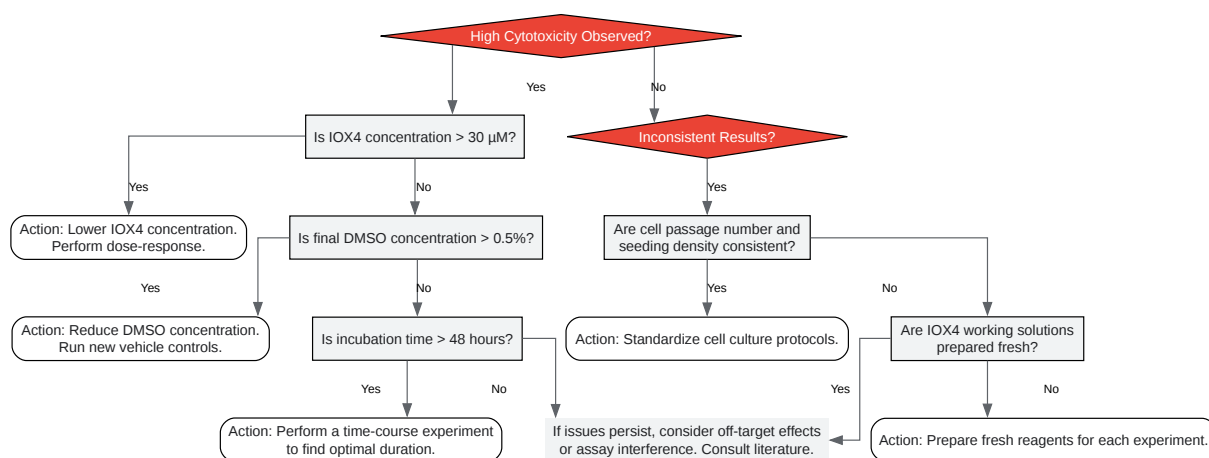 High Cytotoxicity Observed?
Yes
No
Is IOX4 concentration > 30 µM?
Inconsistent Results?
Yes
No
Yes
Action: Lower IOX4 concentration.
Perform dose-response.
Is final DMSO concentration > 0.5%?
Are cell passage number and
seeding density consistent?
Yes
No
Yes
No
Action: Reduce DMSO concentration.
Run new vehicle controls.
Is incubation time > 48 hours?
Action: Standardize cell culture protocols.
Are IOX4 working solutions
prepared fresh?
Yes
No
Yes
No
Action: Perform a time-course experiment
to find optimal duration.
If issues persist, consider off-target effects
or assay interference. Consult literature.
Action: Prepare fresh reagents for each experiment.